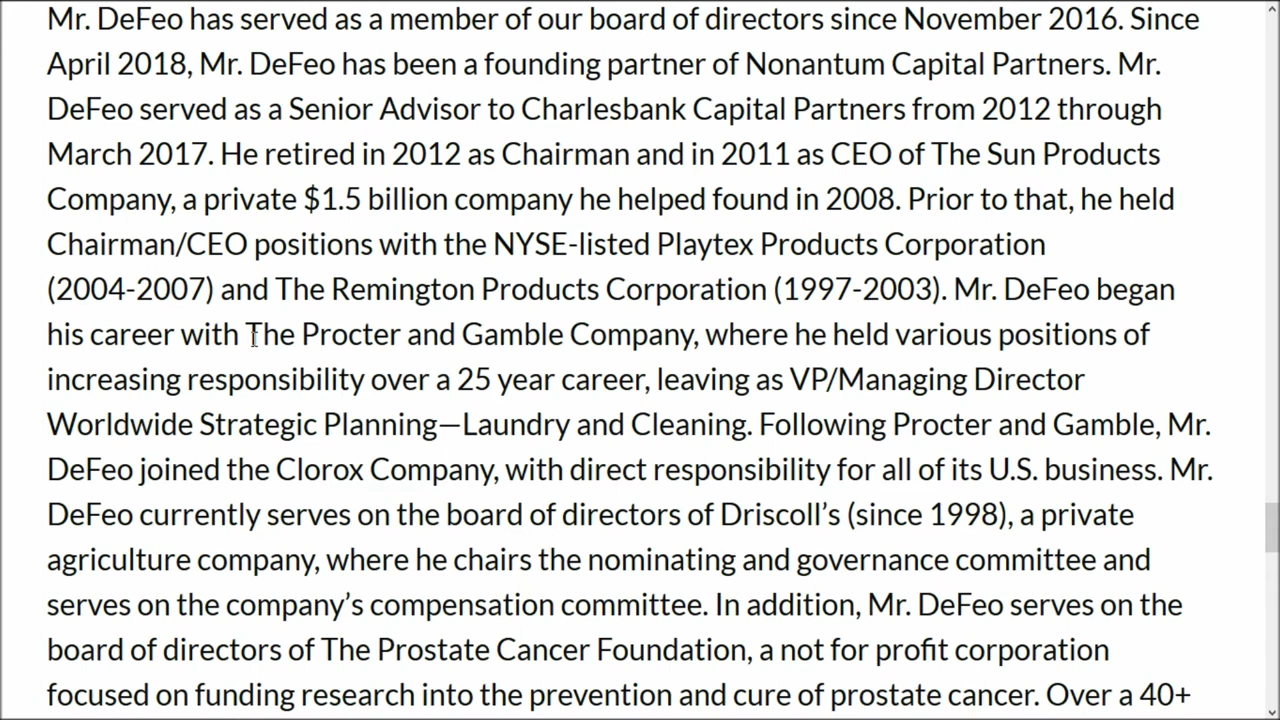 Mr. DeFeo has served as a member of our board of directors since November 2016. Since
April 2018, Mr. DeFeo has been a founding partner of Nonantum Capital Partners. Mr.
DeFeo served as a Senior Advisor to Charlesbank Capital Partners from 2012 through
March 2017. He retired in 2012 as Chairman and in 2011 as CEO of The Sun Products
Company, a private $1.5 billion company he helped found in 2008. Prior to that, he held
Chairman/CEO positions with the NYSE-listed Playtex Products Corporation
(2004-2007) and The Remington Products Corporation (1997-2003). Mr. DeFeo began
his career with The Procter and Gamble Company, where he held various positions of
increasing responsibility over a 25 year career, leaving as VP/Managing Director
Worldwide Strategic Planning—Laundry and Cleaning. Following Procter and Gamble, Mr.
DeFeo joined the Clorox Company, with direct responsibility for all of its U.S. business. Mr.
DeFeo currently serves on the board of directors of Driscoll’s (since 1998), a private
agriculture company, where he chairs the nominating and governance committee and
serves on the company’s compensation committee. In addition, Mr. DeFeo serves on the
board of directors of The Prostate Cancer Foundation, a not for profit corporation
focused on funding research into the prevention and cure of prostate cancer. Over a 40+